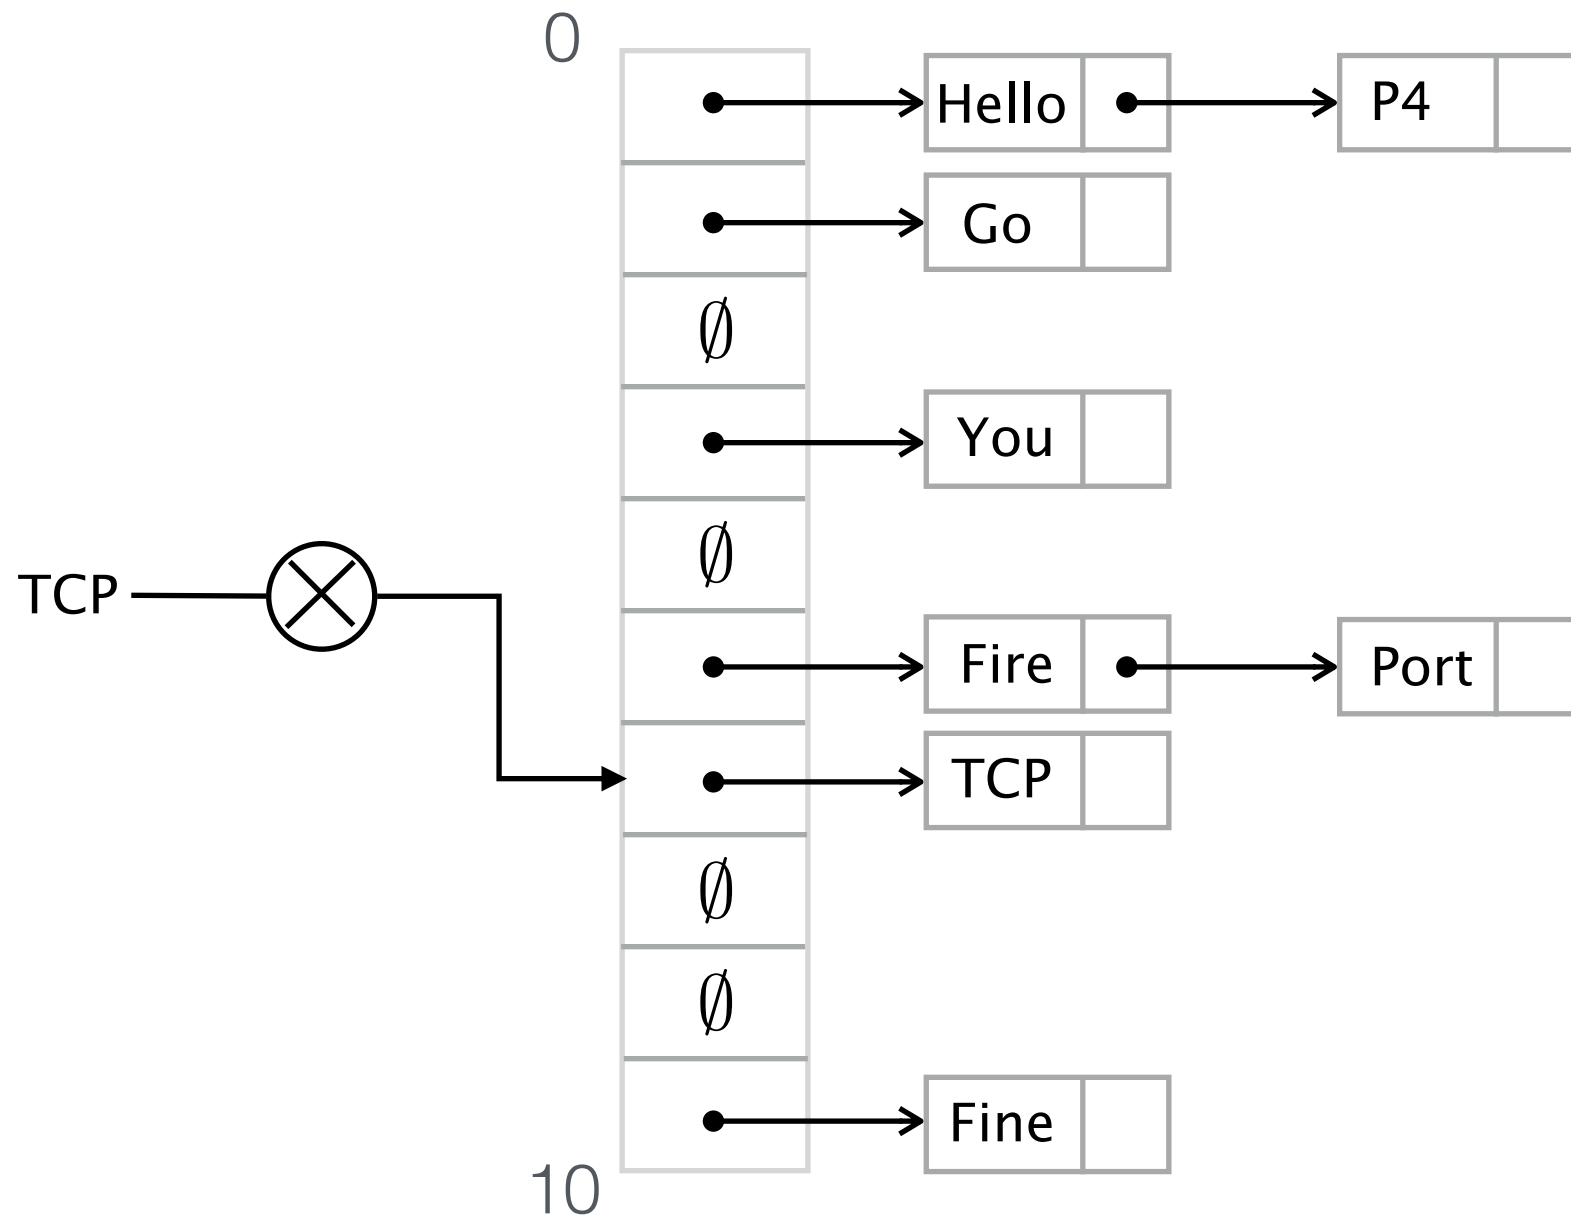 0
Hello P4
Go
∅
You
∅
Fire Port
TCP
TCP
∅
∅
Fine
10